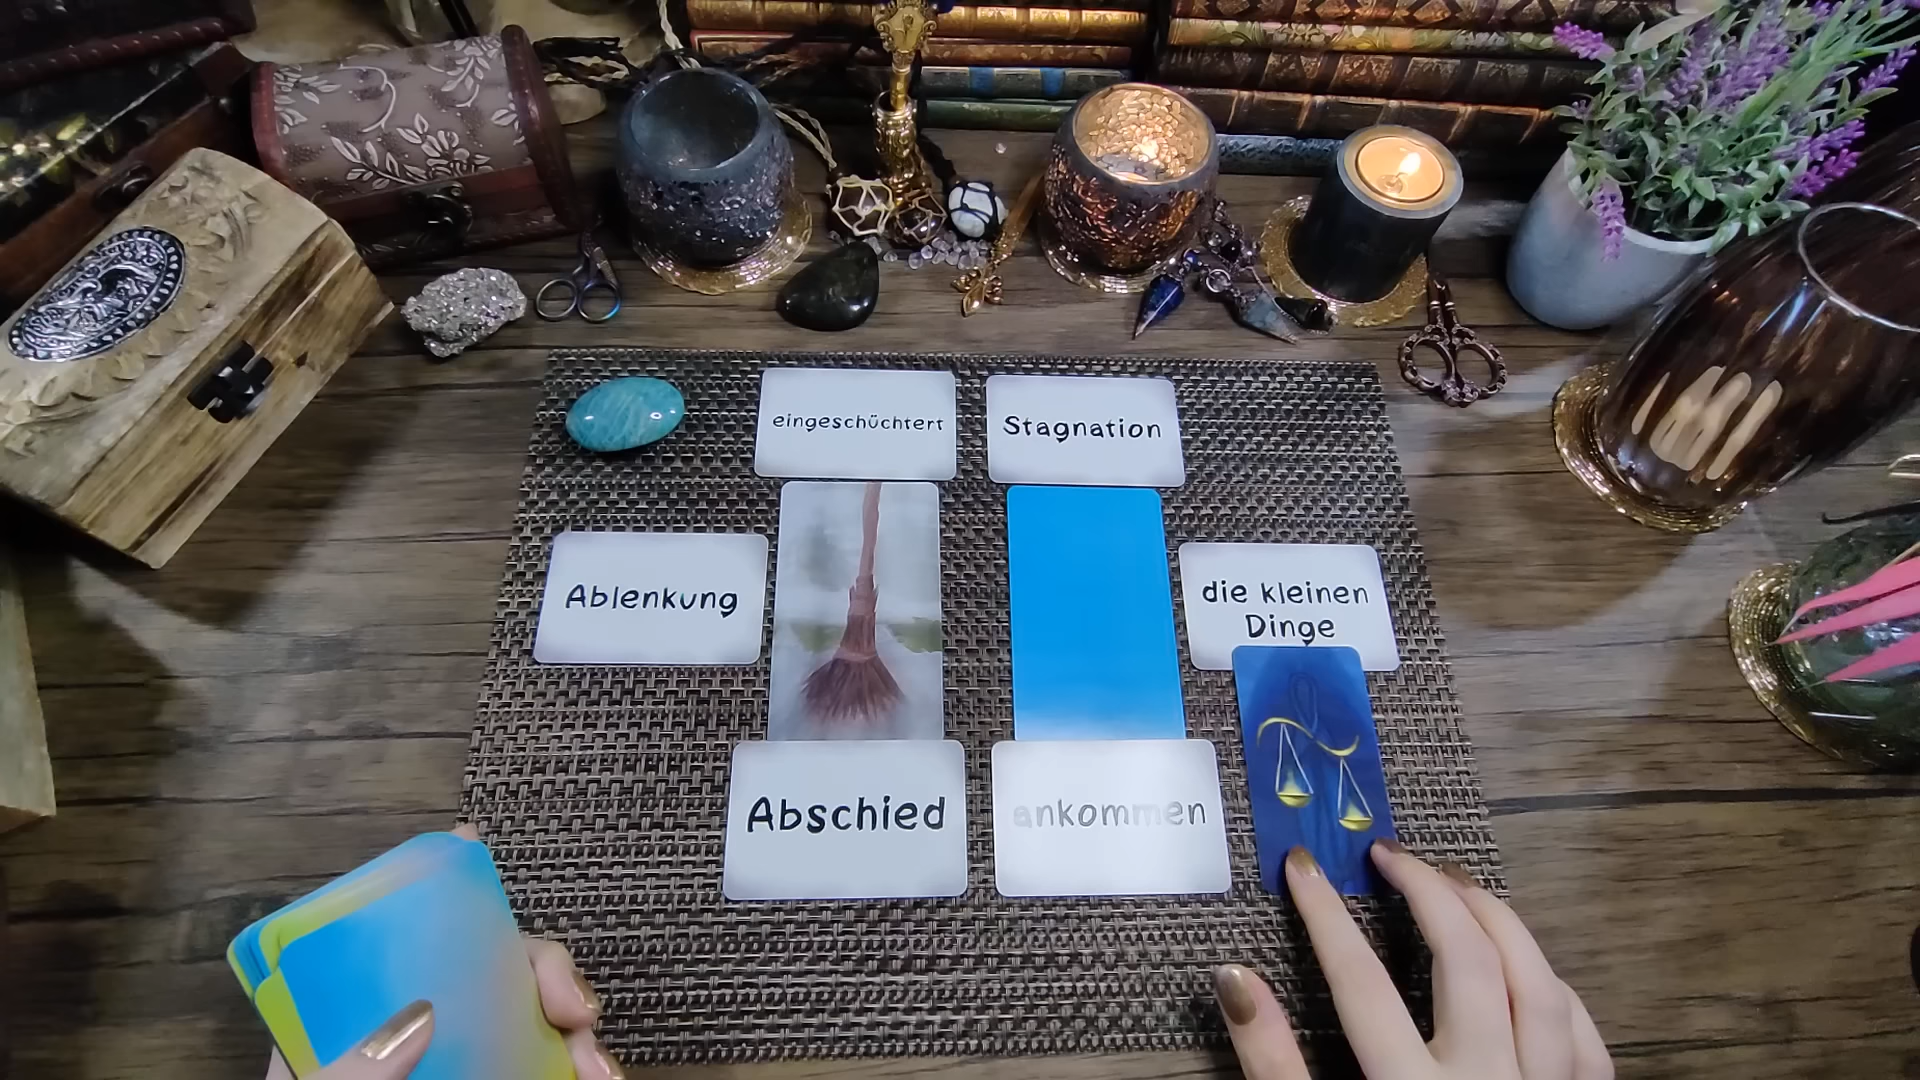 eingeschüchtert
Stagnation
Ablenkung
die kleinen
Dinge
Abschied
ankommen